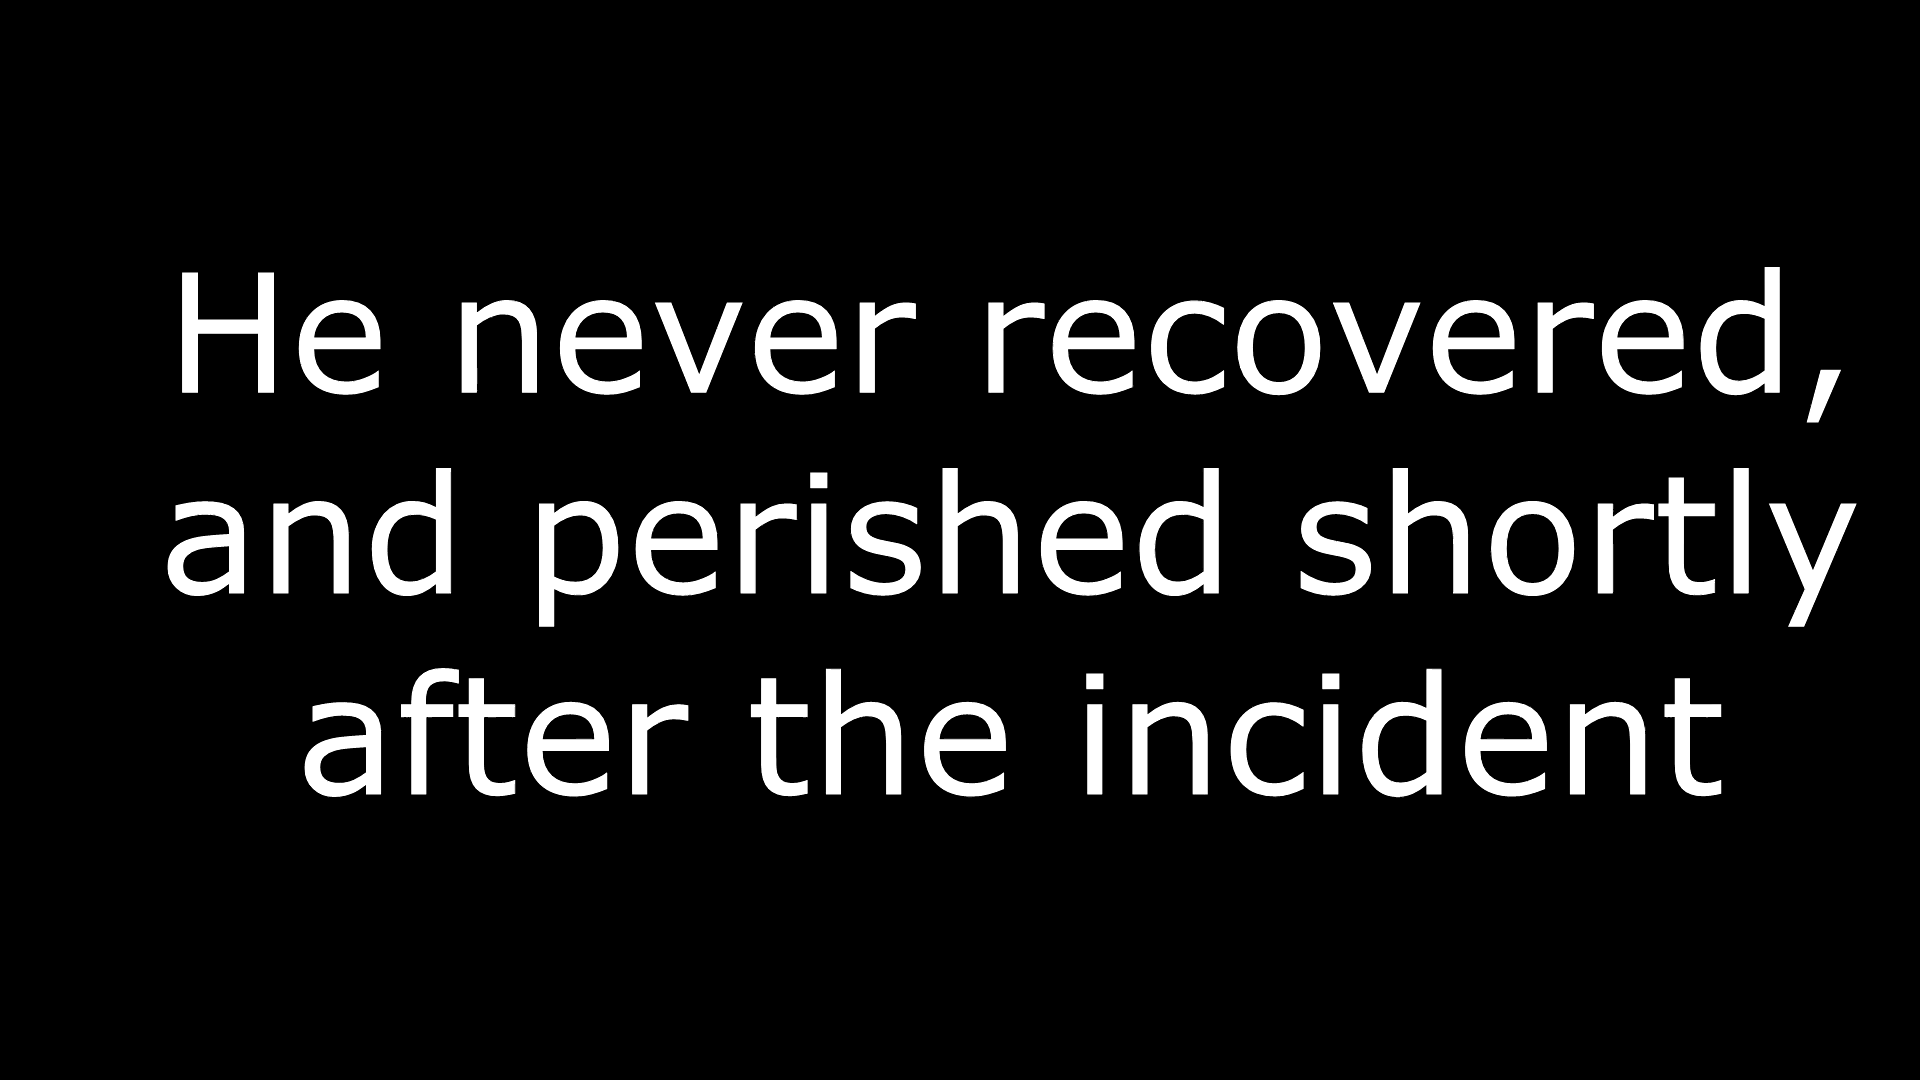 He never recovered,
and perished shortly
after the incident